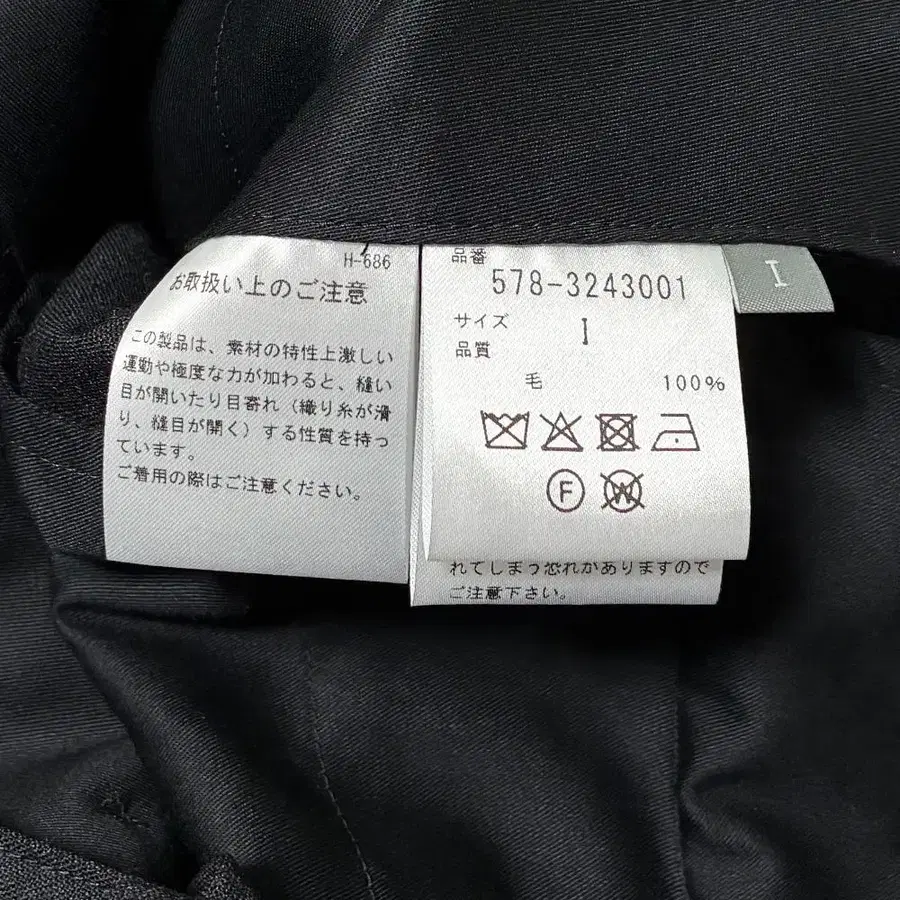 H-686
お取扱い上のご注意
この製品は、素材の特性上激しい
運動や極度な力が加わると、縫い
目が開いたり目寄れ（織り糸が滑
り、縫目が開く）する性質を持っ
ています。
ご着用の際はご注意ください。
品番
578-3243001
サイズ I
品質
毛 100%
F
W
れてしまう恐れがありますので
ご注意下さい。
I